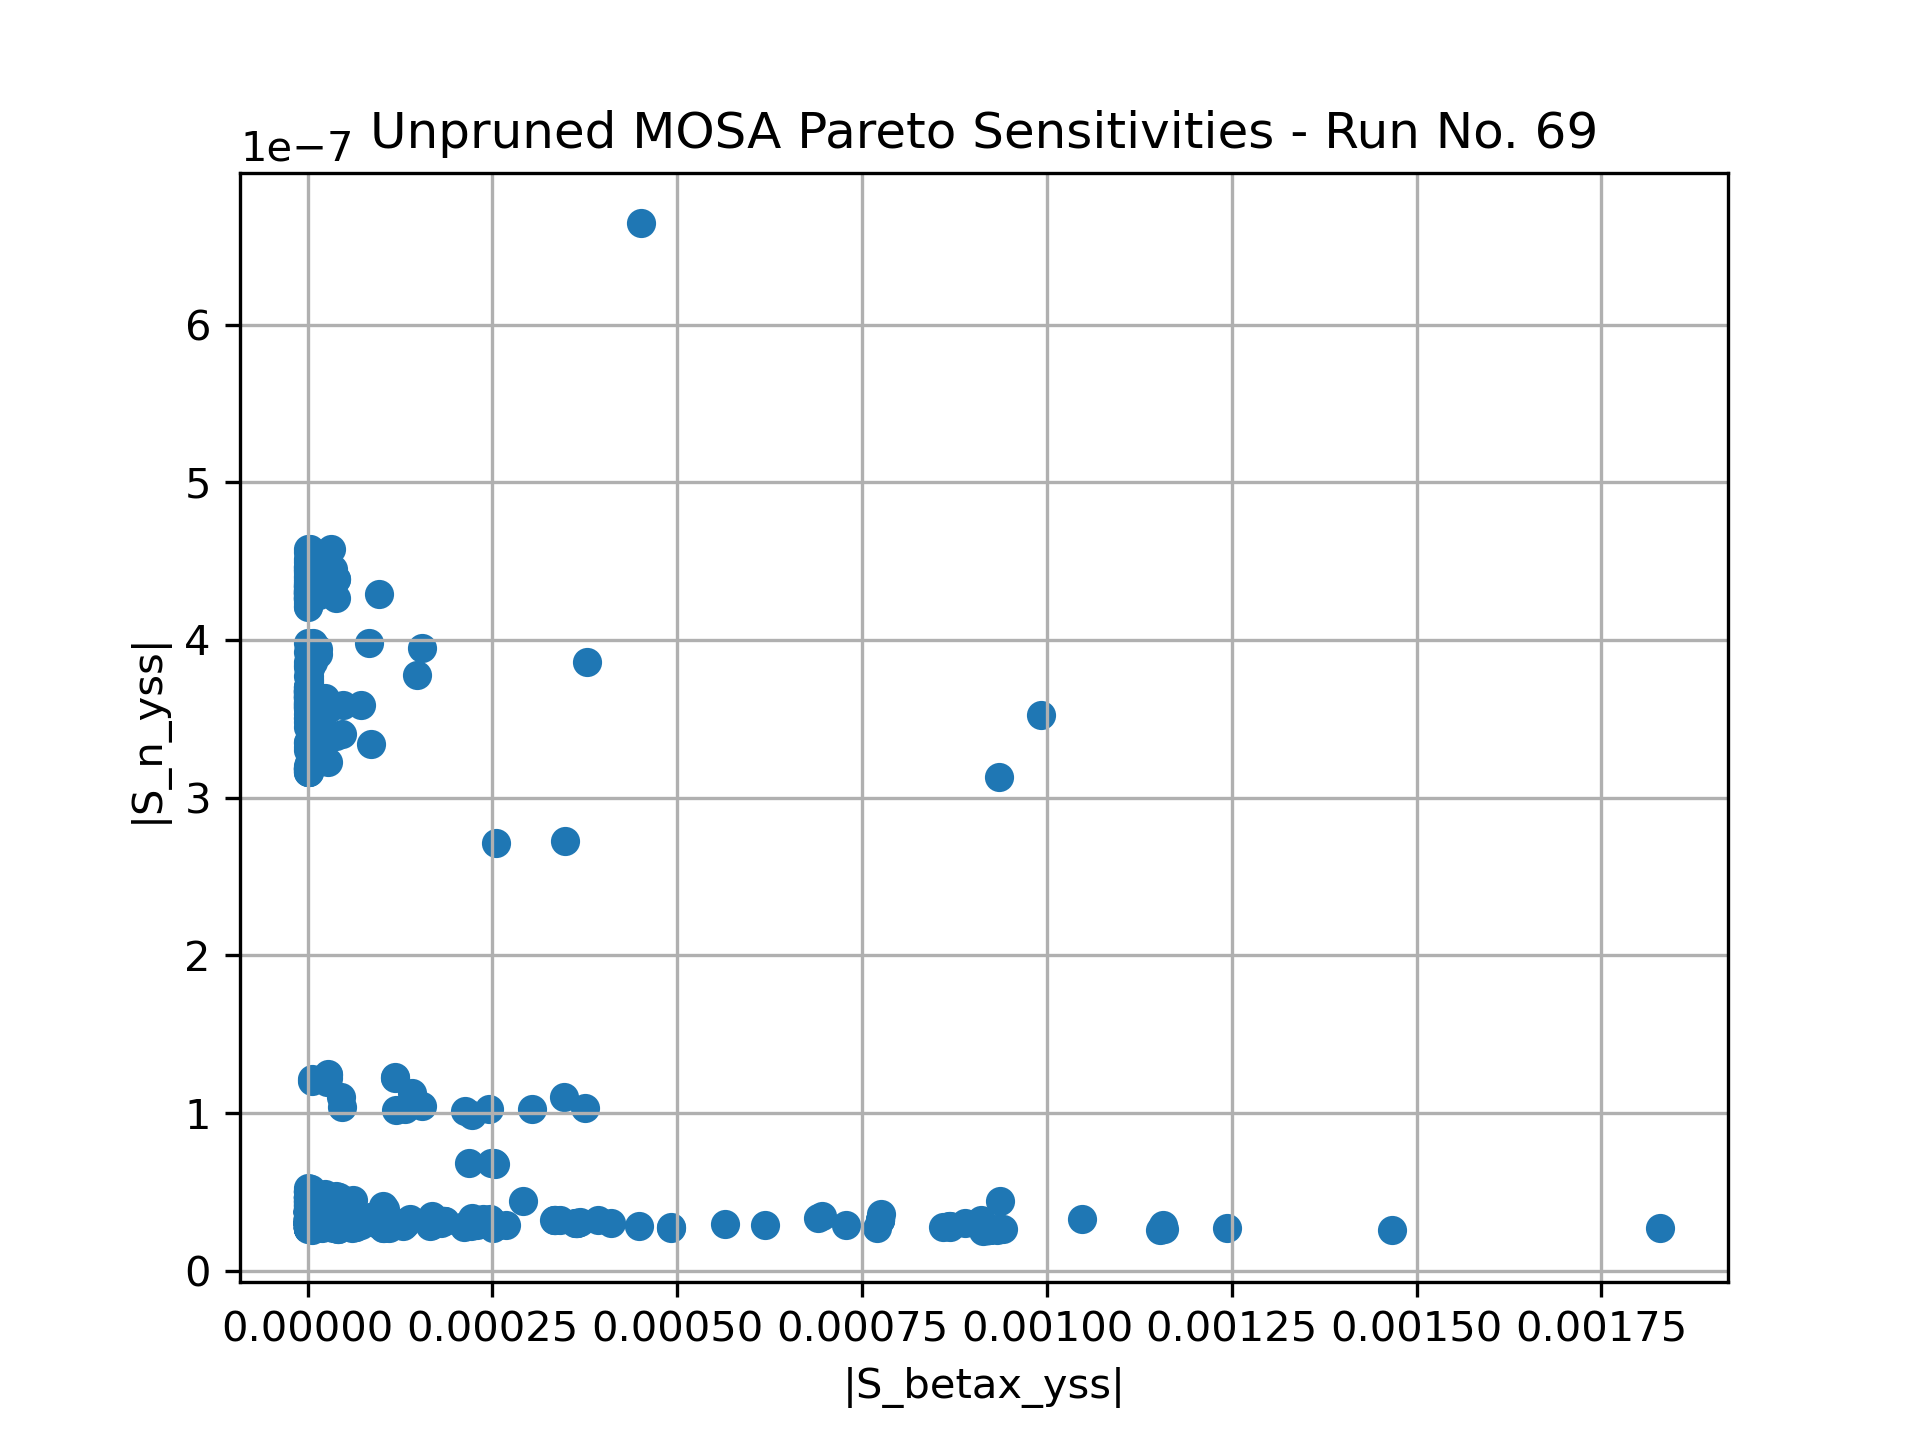 Unpruned MOSA Pareto Sensitivities - Run No. 69
1e−7
6
5
4
3
2
1
0
|S_n_yss|
0.00000 0.00025 0.00050 0.00075 0.00100 0.00125 0.00150 0.00175
|S_betax_yss|